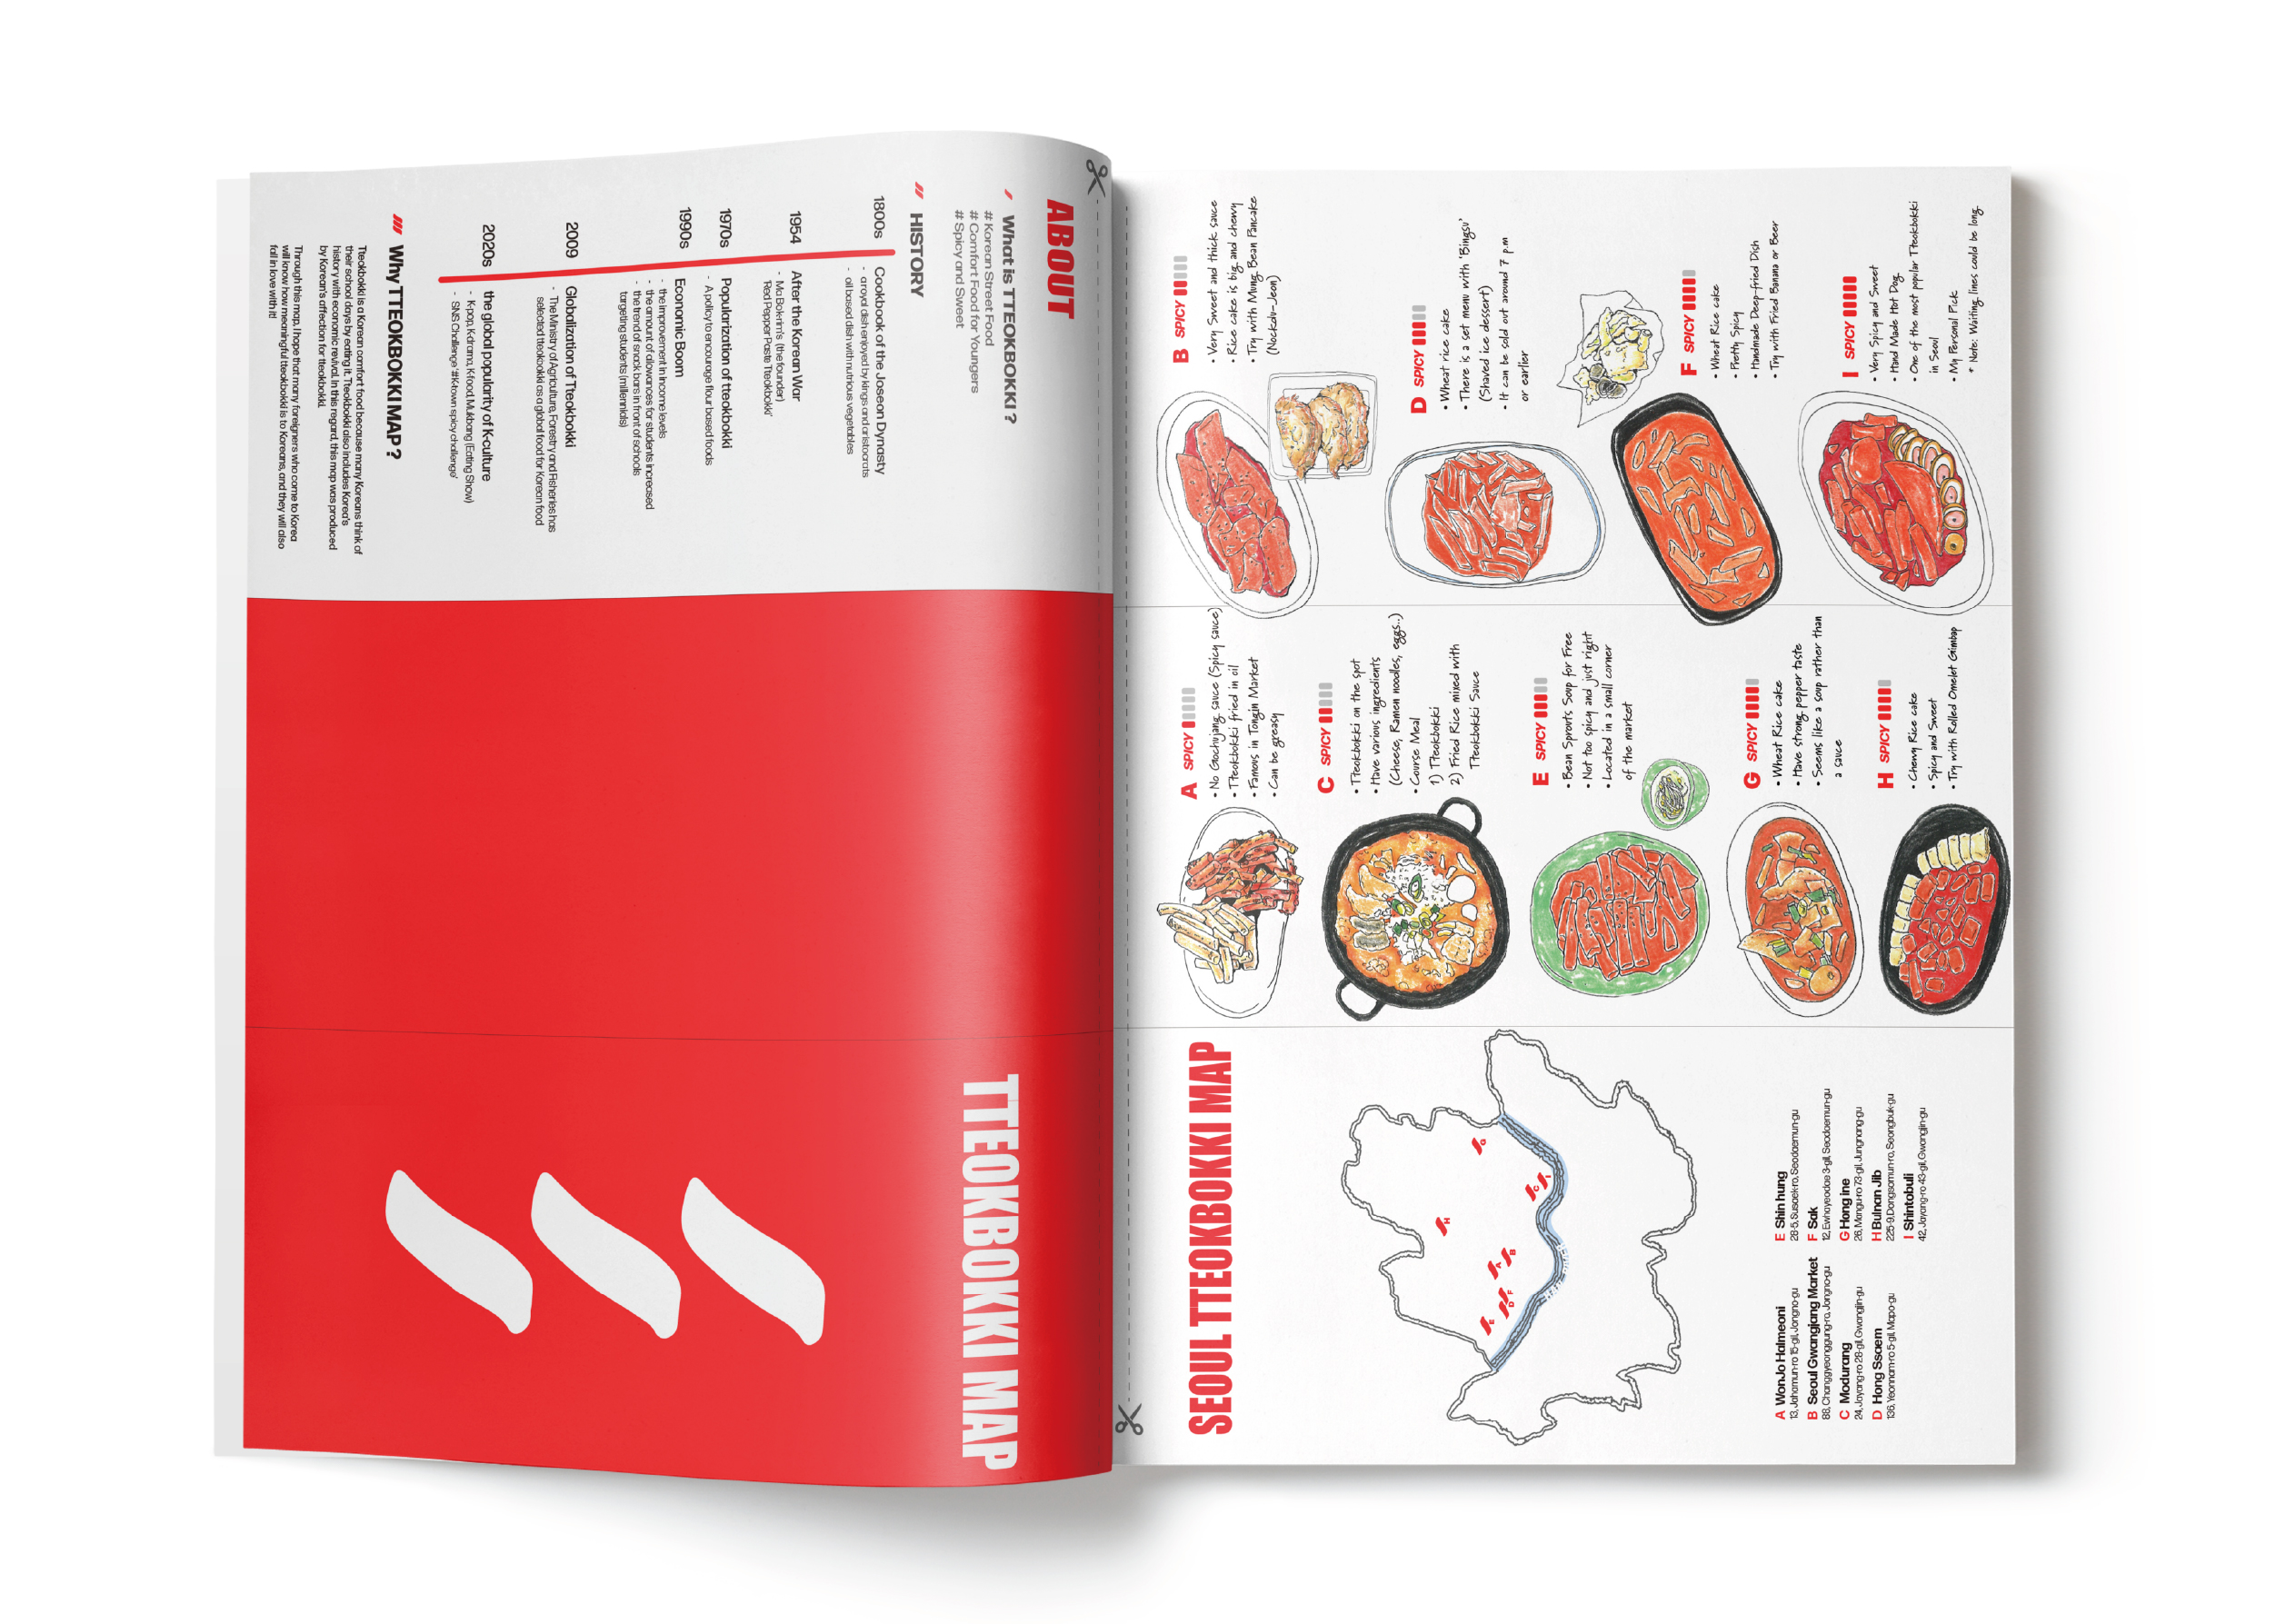 ABOUT
What is TTEOKBOKKI ?
# Korean Street Food
# Comfort Food for Youngers
# Spicy and Sweet
HISTORY
1800s
Cookbook of the Joseon Dynasty
- a royal dish enjoyed by kings and aristocrats
- oil based dish with nutrious vegetables
1954
After the Korean War
- Ma Bok-rim's (the founder)
'Red Pepper Paste Tteokbokki'
1970s
Popularization of tteokbokki
- A policy to encourage flour based foods
1990s
Economic Boom
- the improvement in income levels
- the amount of allowances for students increased
- the trend of snack bars in front of schools
targeting students (millennials)
2009
Globalization of Tteokbokki
- The Ministry of Agriculture, Forestry and Fisheries has
selected tteokbokki as a global food for Korean food
2020s
the global popularity of K-culture
- K-pop, K-drama, K-food, Mukbang (Eating Show)
- SNS Challenge '#K-town spicy challenge'
Why TTEOKBOKKI MAP ?
Tteokbokki is a Korean comfort food because many Koreans think of
their school days by eating it. Tteokbokki also includes Korea's
history with economic revival. In this regard, this map was produced
by Korean's affection for tteokbokki.
Through this map, I hope that many foreigners who come to Korea
will know how meaningful tteokbokki is to Koreans, and they will also
fall in love with it!
TTEOKBOKKI MAP
SEOUL TTEOKBOKKI MAP
G
C
I
H
A
B
F
D
E
A WonJo Halmeoni
13, Jahamun-ro 15-gil, Jongno-gu
B Seoul Gwangjang Market
88, Changgyeonggung-ro, Jongno-gu
C Modurang
24, Jayang-ro 28-gil, Gwangjin-gu
D Hong Ssaem
136, Yeonnam-ro 5-gil, Mapo-gu
E Shin hung
28-5, Susaek-ro, Seodaemun-gu
F Sak
12, Ewhayeodae 3-gil, Seodaemun-gu
G Hong ine
26, Mangu-ro 73-gil, Jungnang-gu
H Bulnan Jib
225-9, Dongsomun-ro, Seongbuk-gu
I Shintobuli
42, Jayang-ro 43-gil, Gwangjin-gu
A SPICY
• No Gochujang sauce (Spicy sauce)
• Tteokbokki fried in oil
• Famous in Tongin Market
• Can be greasy
C SPICY
• Tteokbokki on the spot
• Have various ingredients
(Cheese, Ramen noodles, eggs..)
• Course Meal
1) Tteokbokki
2) Fried Rice mixed with
Tteokbokki Sauce
E SPICY
• Bean Sprouts Soup for Free
• Not too spicy and just right
• Located in a small corner
of the market
G SPICY
• Wheat Rice cake
• Have strong pepper taste
• Seems like a soup rather than
a sauce
H SPICY
• Chewy Rice cake
• Spicy and Sweet
• Try with Rolled Omelet Gimbap
B SPICY
• Very Sweet and thick sauce
• Rice cake is big and chewy
• Try with Mung Bean Pancake
(Nockdu-Jeon)
D SPICY
• Wheat rice cake
• There is a set menu with 'Bingsu'
(Shaved ice dessert)
• It can be sold out around 7 p.m
or earlier
F SPICY
• Wheat Rice cake
• Pretty Spicy
• Handmade Deep-fried Dish
• Try with Fried Banana or Beer
I SPICY
• Very Spicy and Sweet
• Hand Made Hot Dog
• One of the most popular Tteokbokki
in Seoul
• My Personal Pick
* Note: Waiting lines could be long